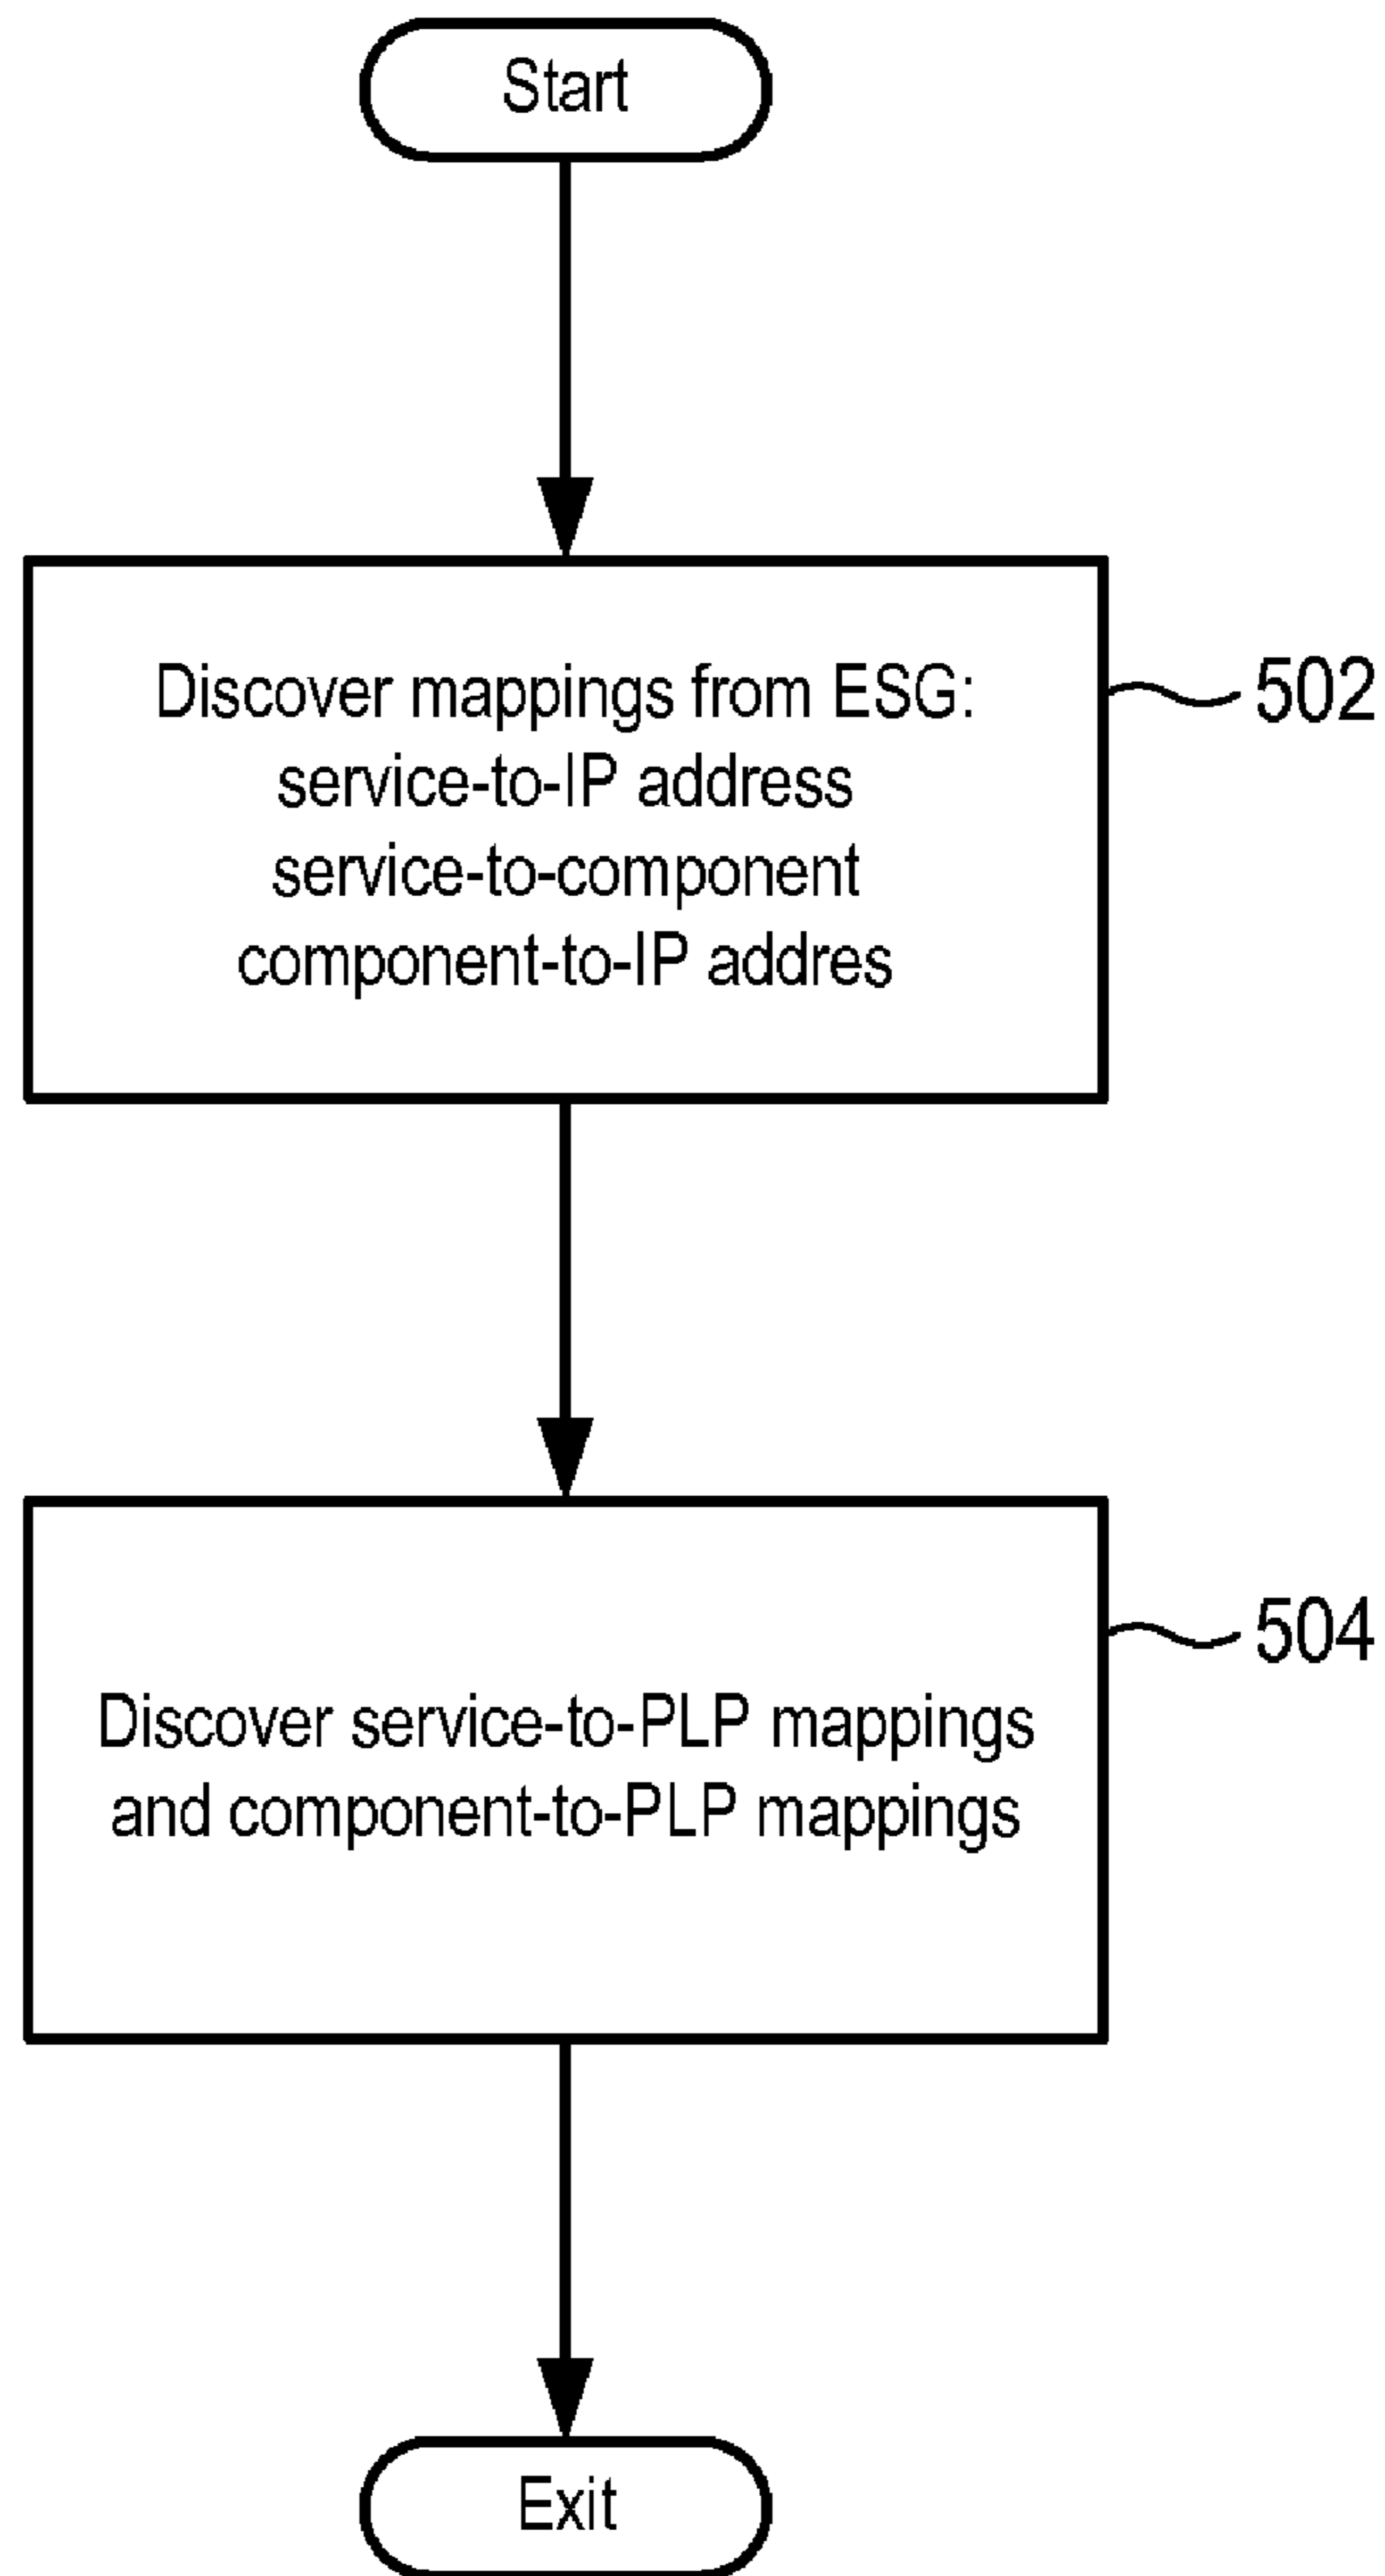 Start
Discover mappings from ESG:
service-to-IP address
service-to-component
component-to-IP addres
502
Discover service-to-PLP mappings
and component-to-PLP mappings
504
Exit